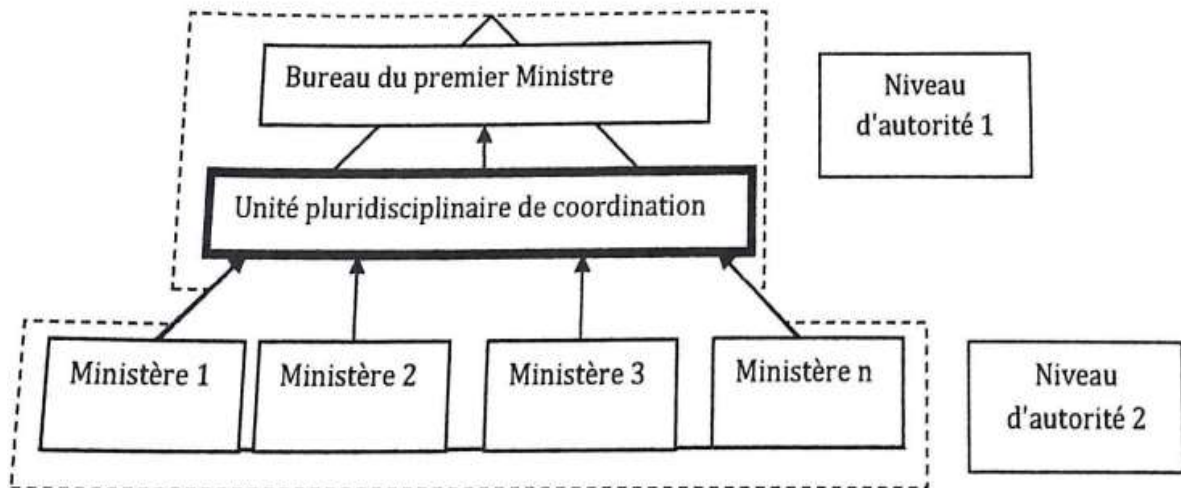 Bureau du premier Ministre
Niveau
d'autorité 1
Unité pluridisciplinaire de coordination
Ministère 1
Ministère 2
Ministère 3
Ministère n
Niveau
d'autorité 2